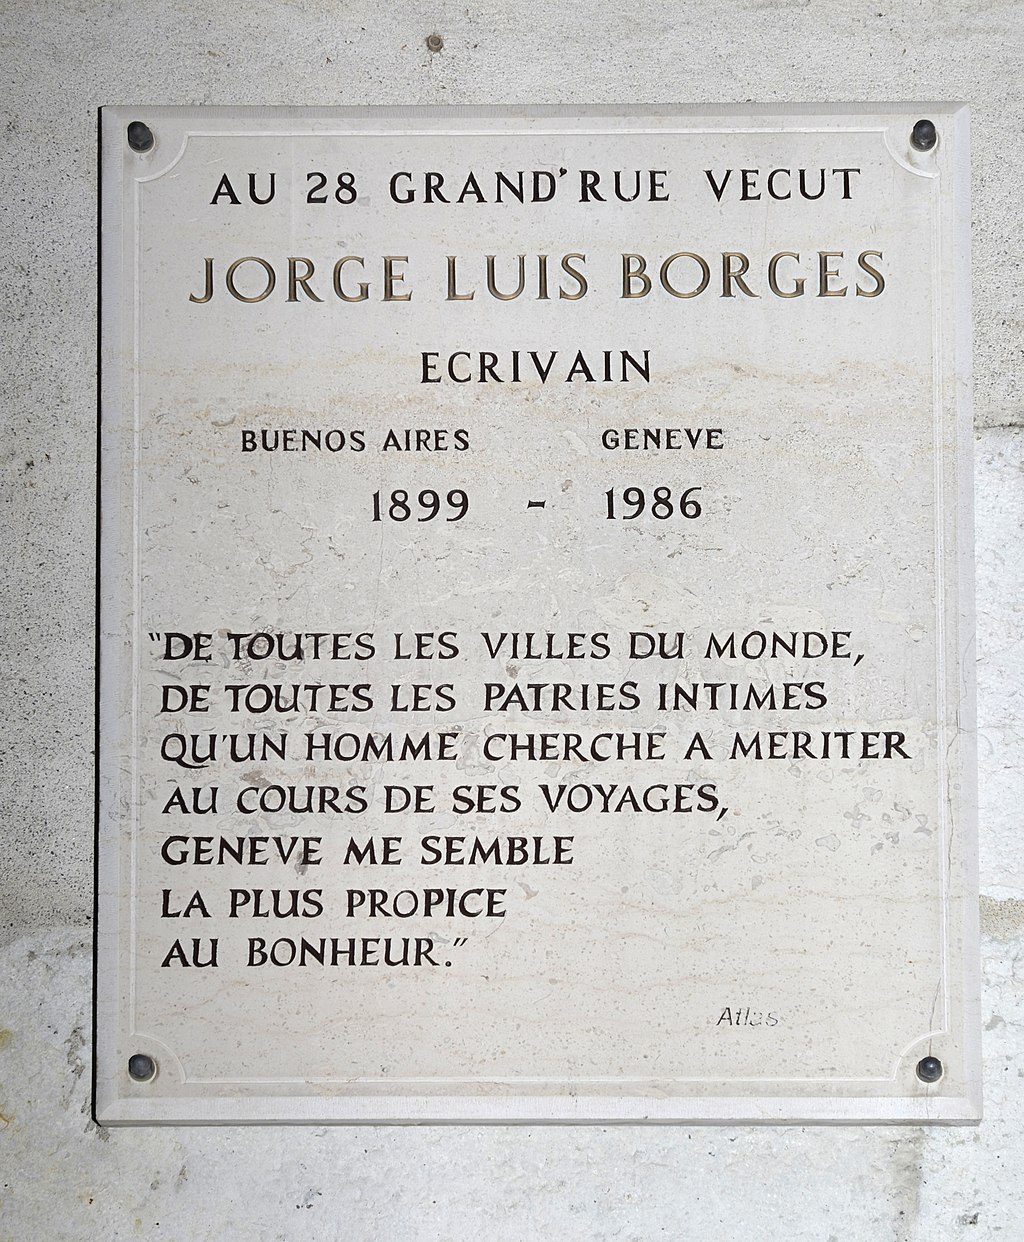 AU 28 GRAND'RUE VECUT
JORGE LUIS BORGES
ECRIVAIN
BUENOS AIRES GENEVE
1899 - 1986
"DE TOUTES LES VILLES DU MONDE,
DE TOUTES LES PATRIES INTIMES
QU'UN HOMME CHERCHE A MERITER
AU COURS DE SES VOYAGES,
GENEVE ME SEMBLE
LA PLUS PROPICE
AU BONHEUR."
Atlas